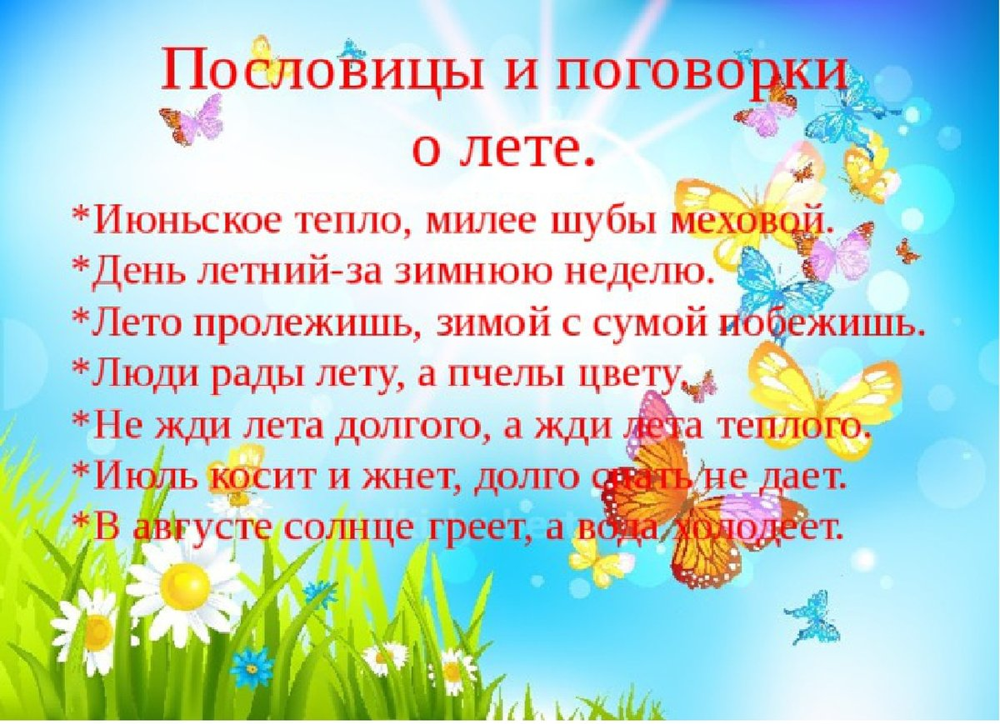 Пословицы и поговорки
о лете.
*Июньское тепло, милее шубы меховой.
*День летний-за зимнюю неделю.
*Лето пролежишь, зимой с сумой побежишь.
*Люди рады лету, а пчелы цвету.
*Не жди лета долгого, а жди лета теплого.
*Июль косит и жнет, долго спать не дает.
*В августе солнце греет, а вода холодеет.